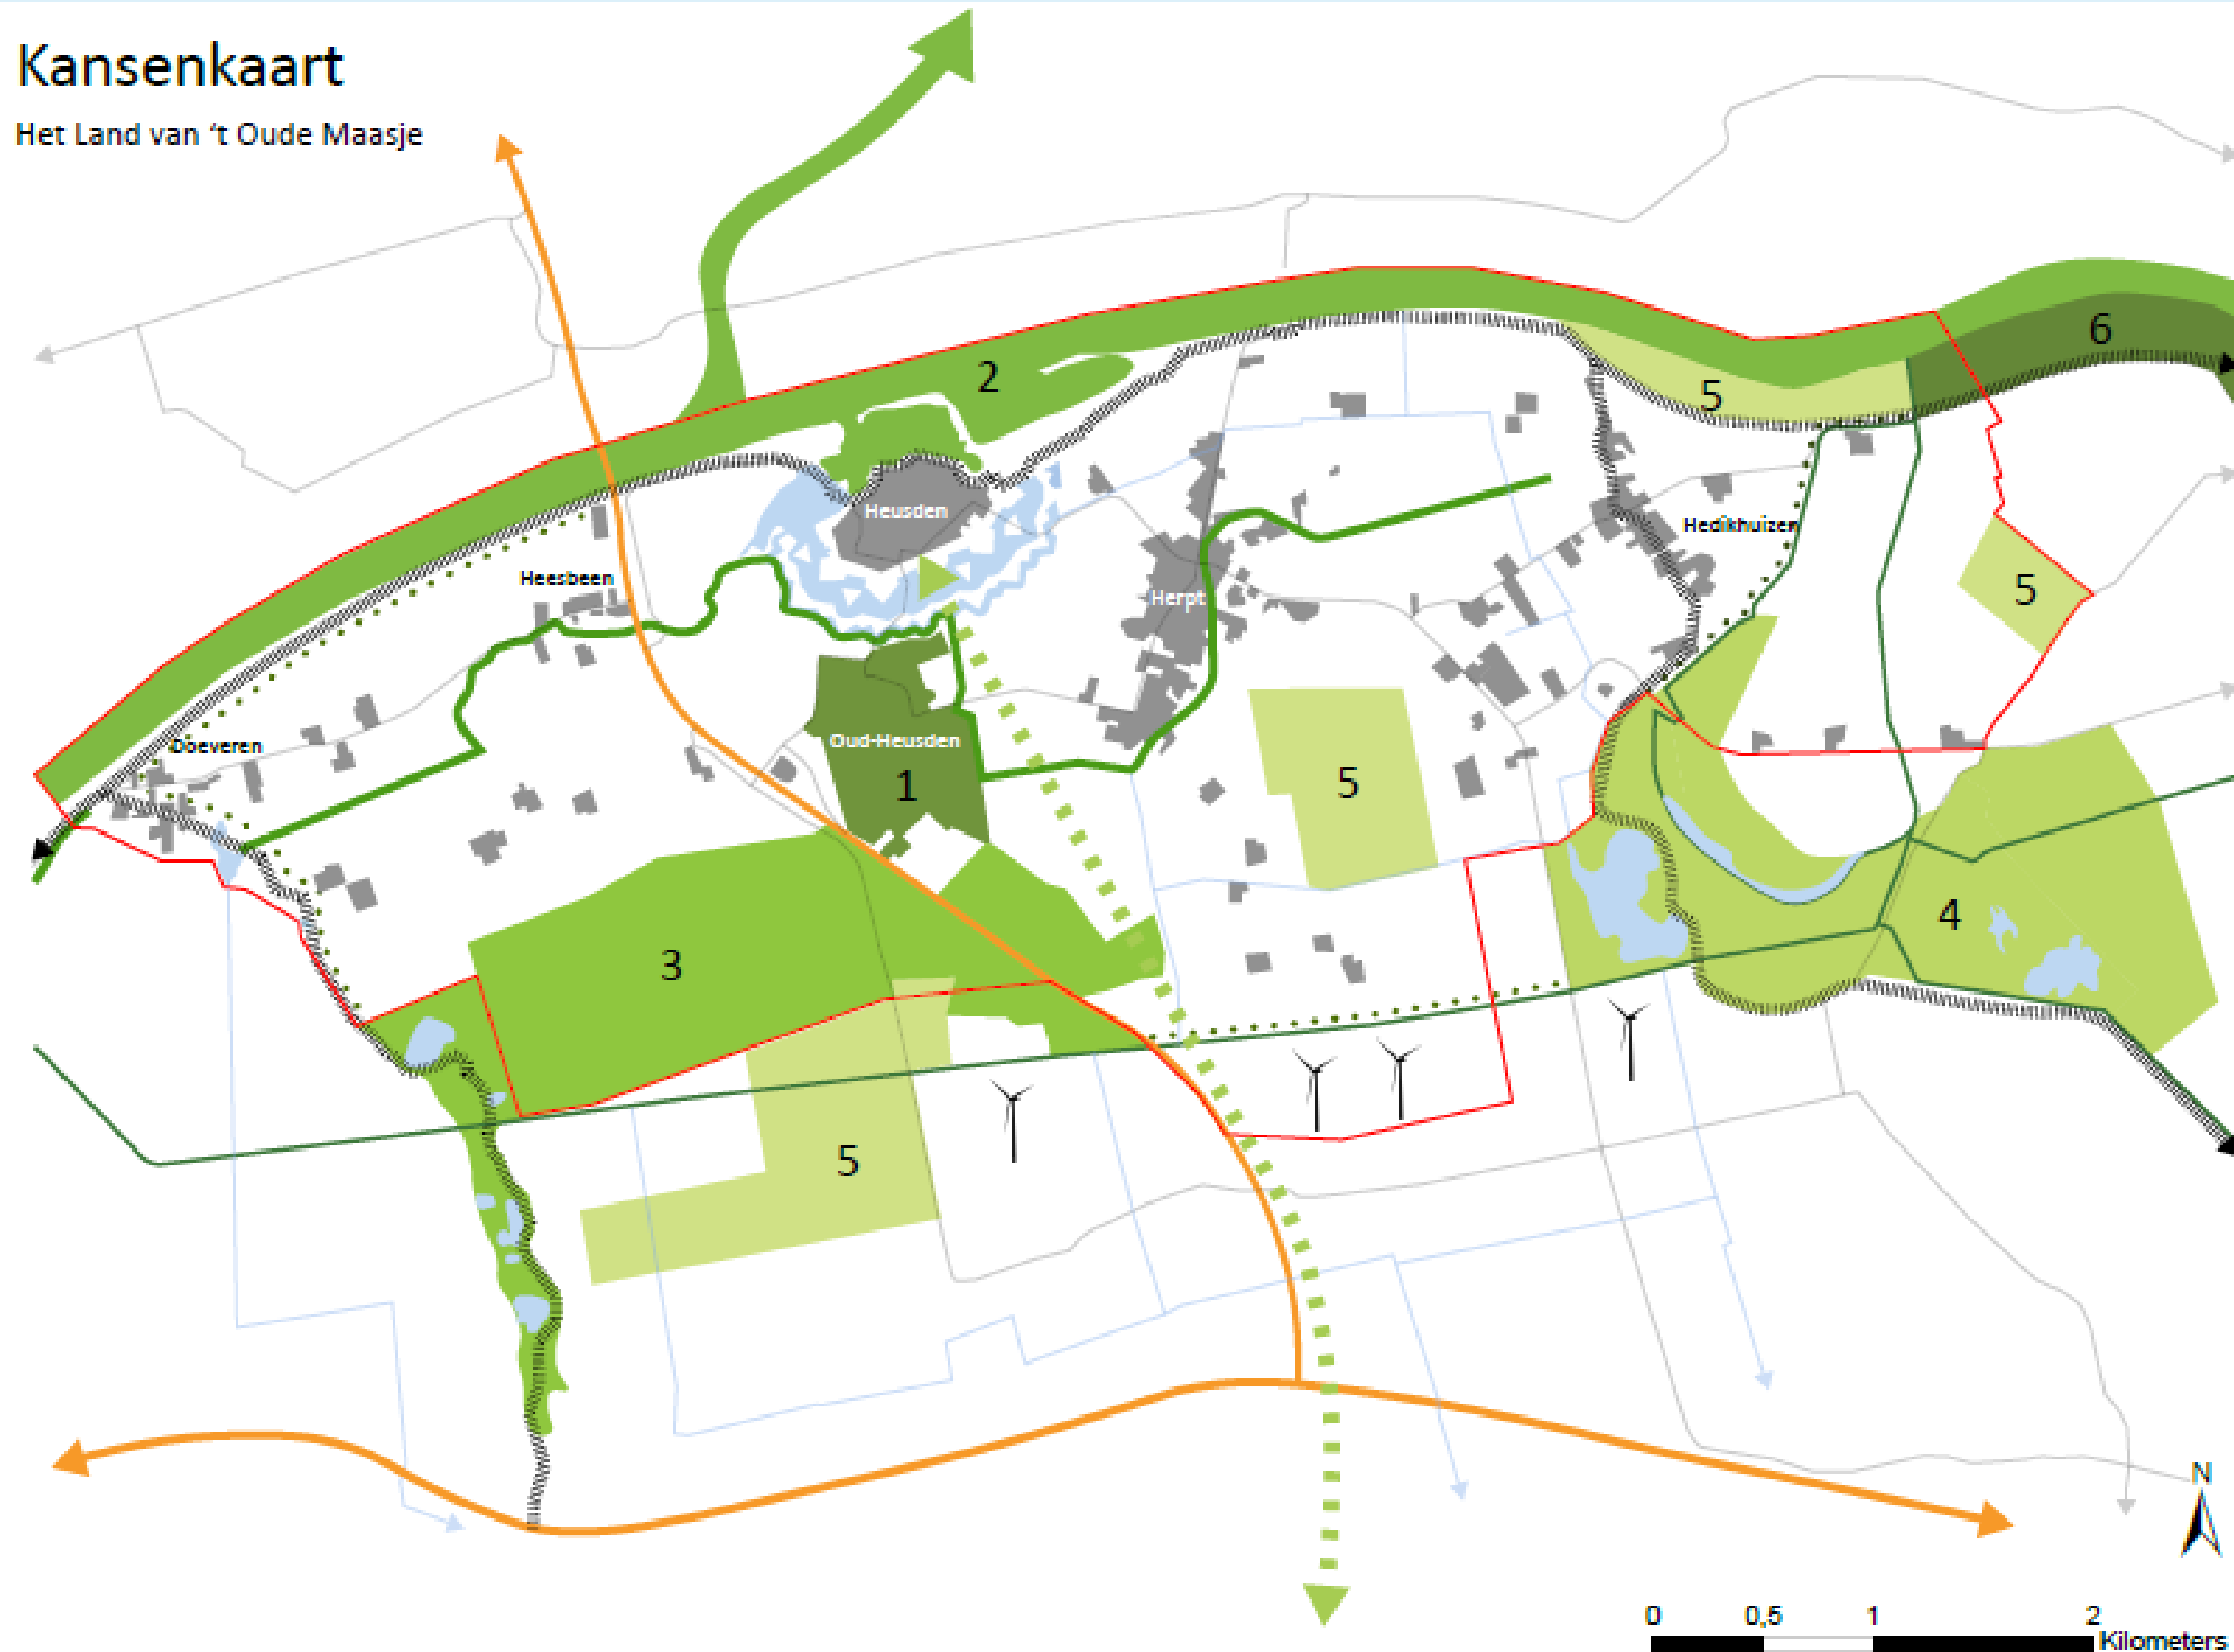 Kansenkaart
Het Land van ‘t Oude Maasje
6
2
5
Heusden
Hedikhuizen
Heesbeen
5
Herpt
Doeveren
Oud-Heusden
1
5
4
3
5
N
0 0,5 1 2
Kilometers